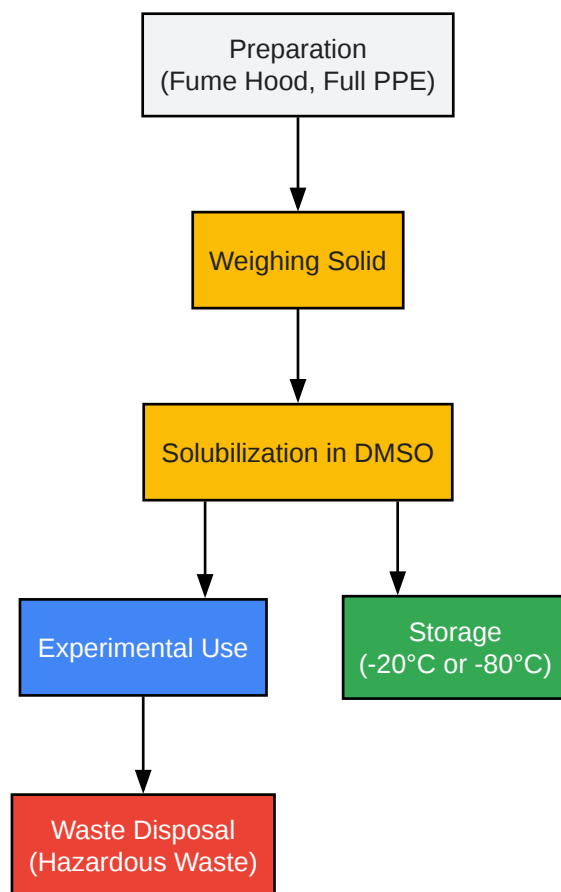 Preparation
(Fume Hood, Full PPE)
Weighing Solid
Solubilization in DMSO
Experimental Use
Storage
(-20°C or -80°C)
Waste Disposal
(Hazardous Waste)